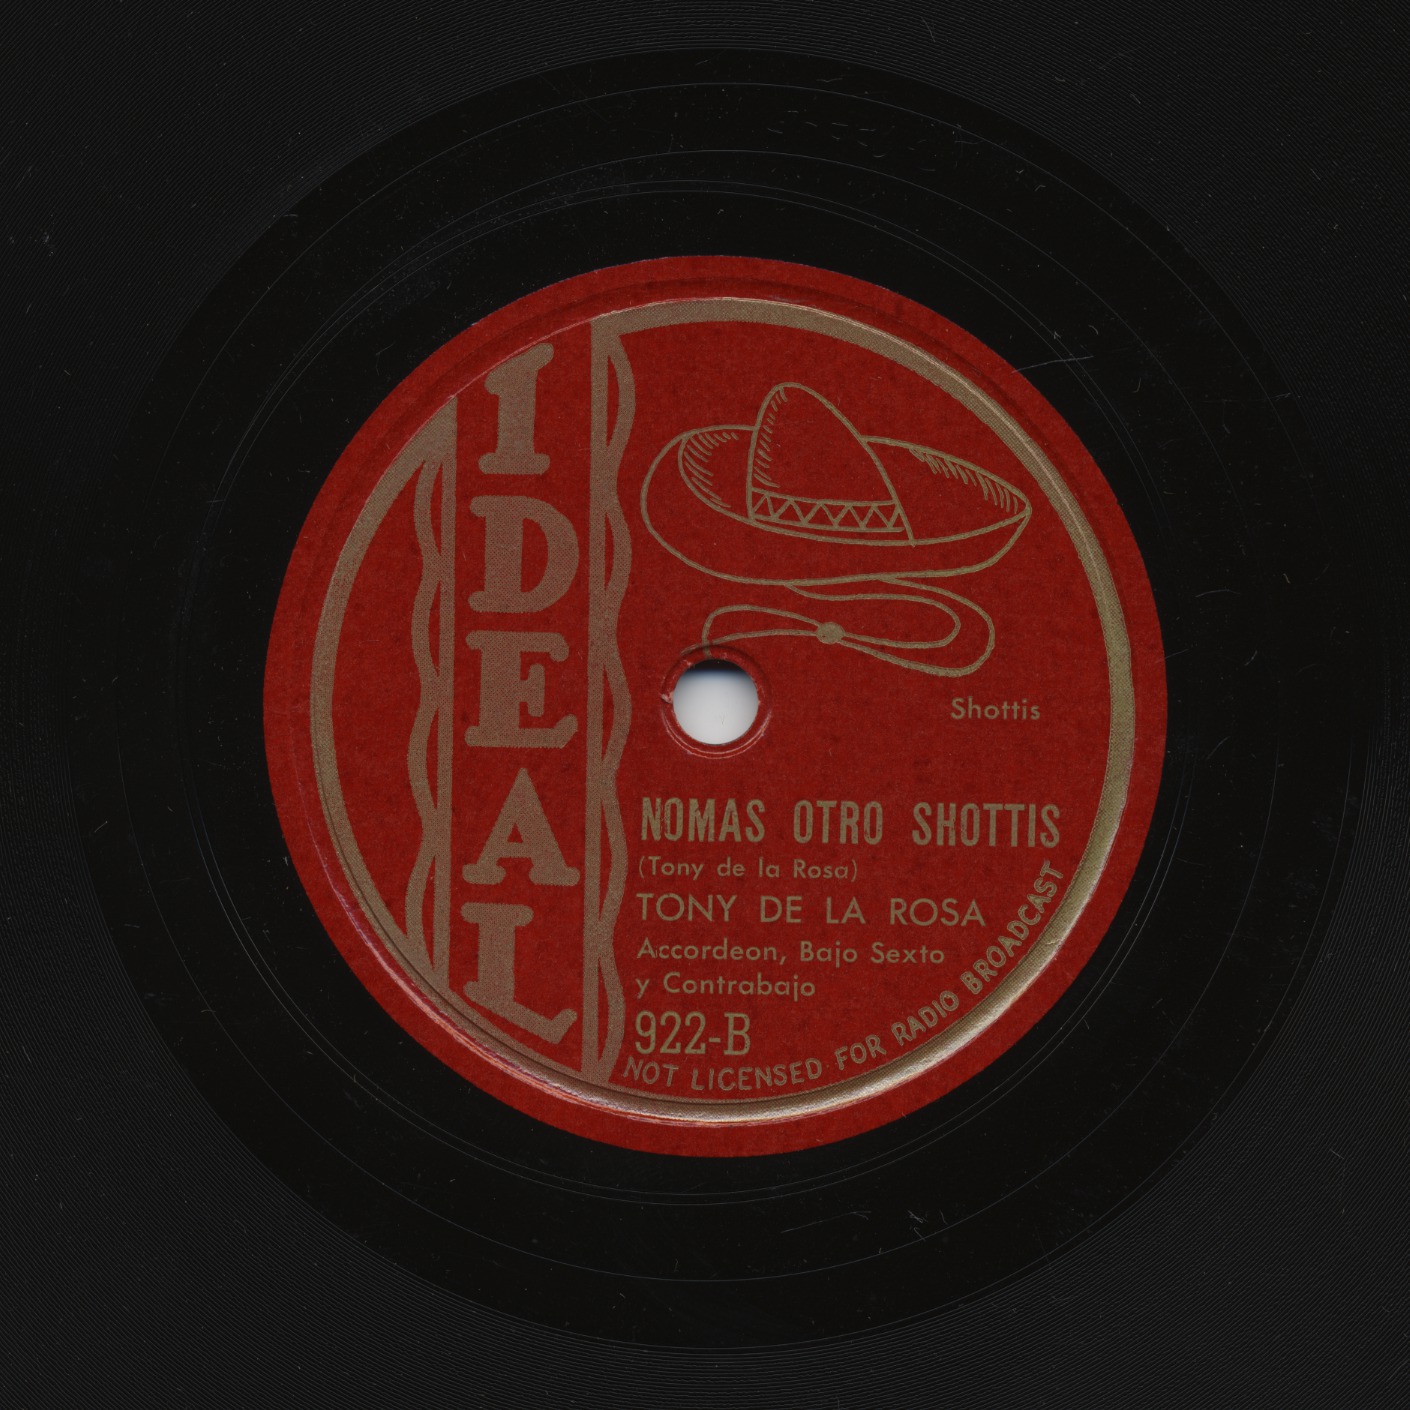 IDEAL
Shottis
NOMAS OTRO SHOTTIS
(Tony de la Rosa)
TONY DE LA ROSA
Accordeon, Bajo Sexto
y Contrabajo
922-B
NOT LICENSED FOR RADIO BROADCAST